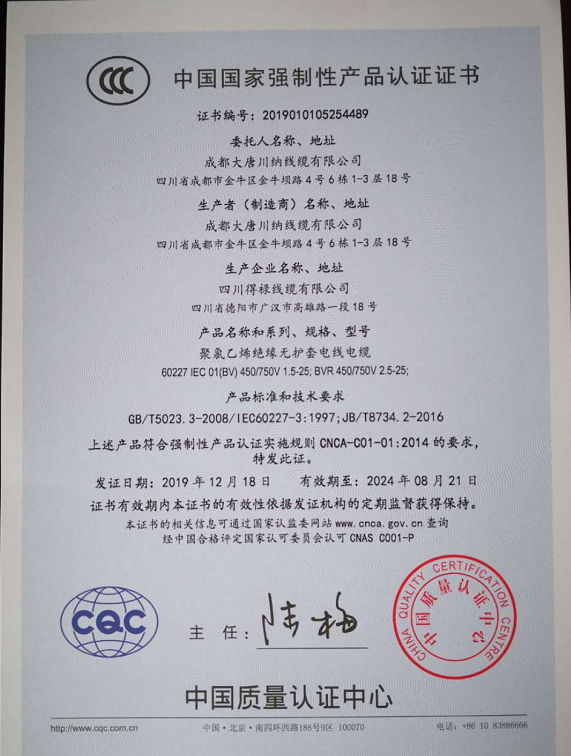 中国国家强制性产品认证证书
证书编号：2019010105254489
委托人名称、地址
成都大唐川纳线缆有限公司
四川省成都市金牛区金牛坝路4号6栋1-3层18号
生产者（制造商）名称、地址
成都大唐川纳线缆有限公司
四川省成都市金牛区金牛坝路4号6栋1-3层18号
生产企业名称、地址
四川得禄线缆有限公司
四川省德阳市广汉市高雄路一段18号
产品名称和系列、规格、型号
聚氯乙烯绝缘无护套电线电缆
60227 IEC 01(BV) 450/750V 1.5-25; BVR 450/750V 2.5-25;
产品标准和技术要求
GB/T5023.3-2008/IEC60227-3:1997;JB/T8734.2-2016
上述产品符合强制性产品认证实施规则 CNCA-C01-01:2014 的要求，
特发此证。
发证日期：2019 年 12 月 18 日 有效期至：2024 年 08 月 21 日
证书有效期内本证书的有效性依据发证机构的定期监督获得保持。
本证书的相关信息可通过国家认监委网站 www.cnca.gov.cn 查询
经中国合格评定国家认可委员会认可 CNAS C001-P
CQC
主 任： 陆梅
CHINA QUALITY CERTIFICATION CENTRE
中国质量认证中心
中国质量认证中心
http://www.cqc.com.cn 中国·北京·南四环西路188号9区 100070 电话：+86 10 83886666